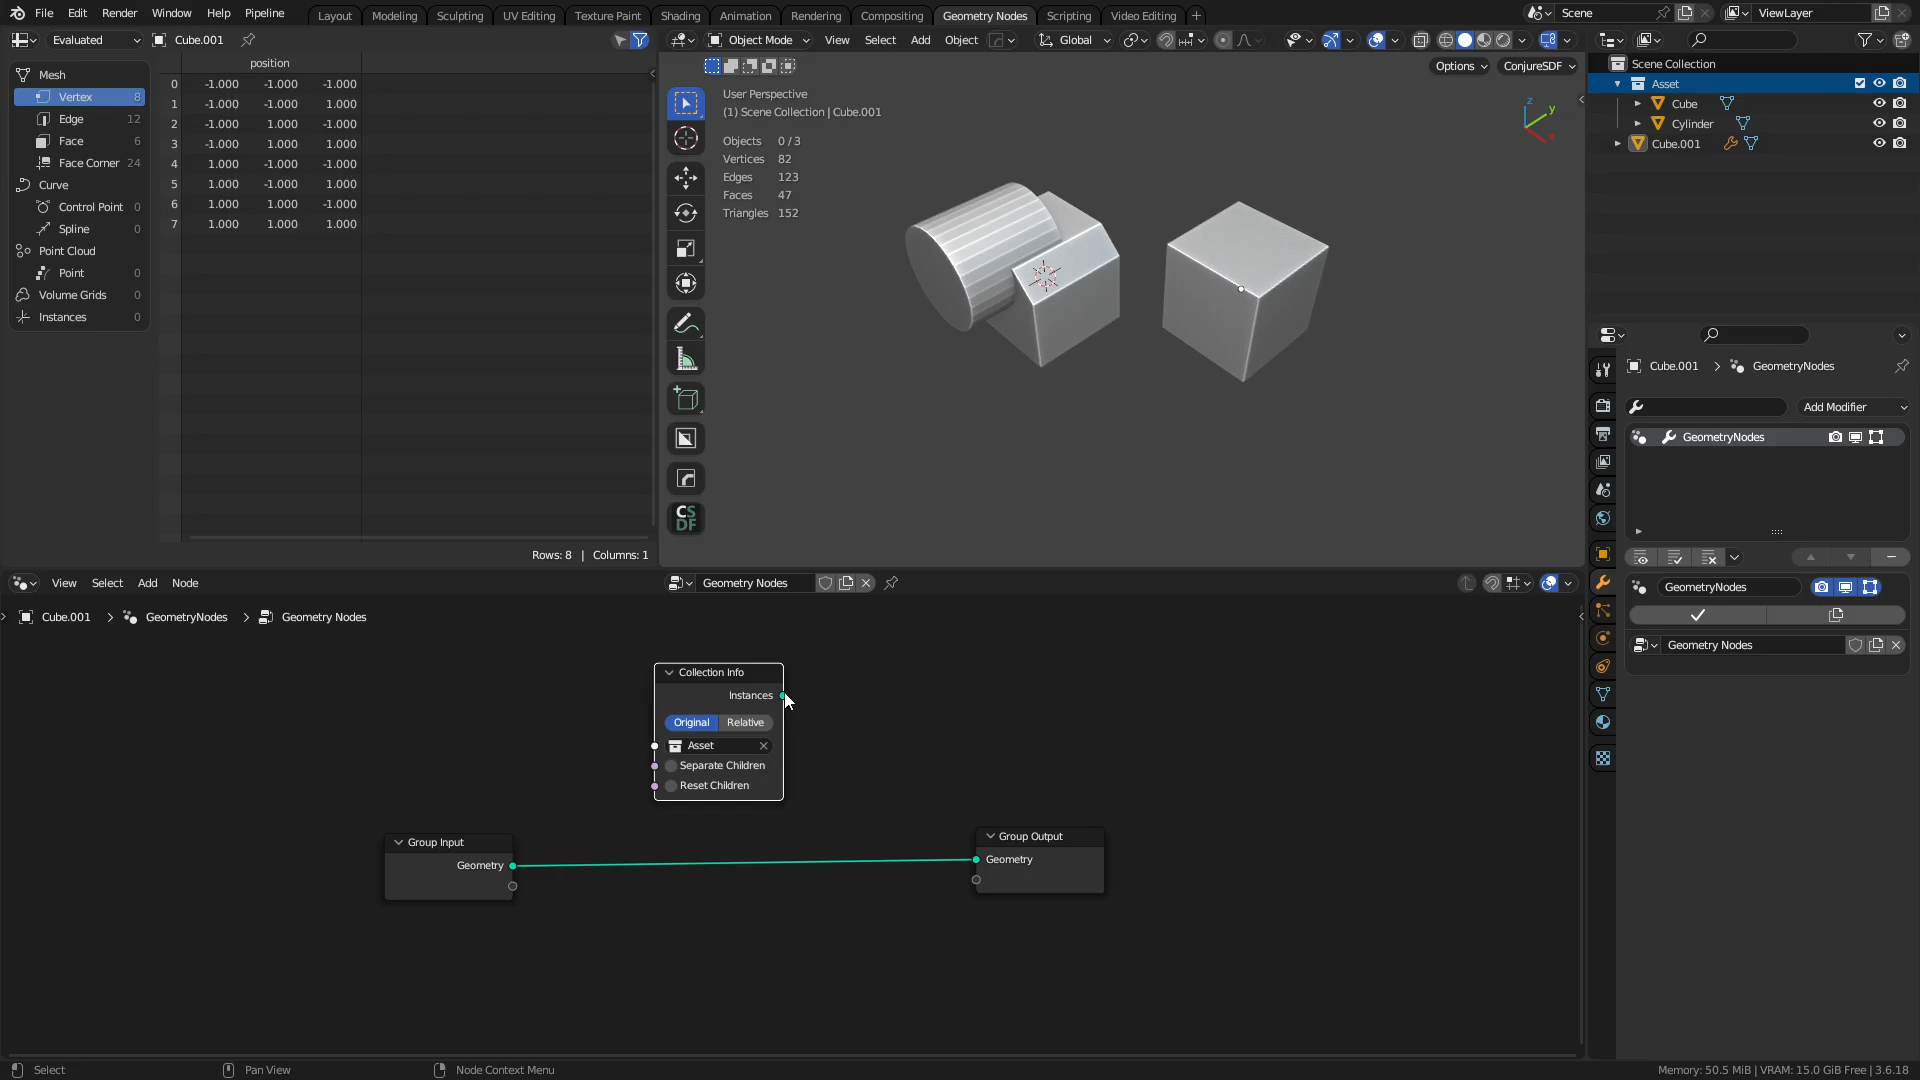 File Edit Render Window Help Pipeline
Layout Modeling Sculpting UV Editing Texture Paint Shading Animation Rendering Compositing Geometry Nodes Scripting Video Editing +
Scene
ViewLayer
Evaluated Cube.001
Mesh
Vertex 8
Edge 12
Face 6
Face Corner 24
Curve
Control Point 0
Spline 0
Point Cloud
Point 0
Volume Grids 0
Instances 0
position
0 -1.000 -1.000 -1.000
1 -1.000 -1.000 1.000
2 -1.000 1.000 -1.000
3 -1.000 1.000 1.000
4 1.000 -1.000 -1.000
5 1.000 -1.000 1.000
6 1.000 1.000 -1.000
7 1.000 1.000 1.000
Rows: 8 | Columns: 1
Object Mode View Select Add Object Global
Options ConjureSDF
User Perspective
(1) Scene Collection | Cube.001
Objects 0 / 3
Vertices 82
Edges 123
Faces 47
Triangles 152
CS
DF
z
y
x
Scene Collection
Asset
Cube
Cylinder
Cube.001
Cube.001 GeometryNodes
Add Modifier
GeometryNodes
GeometryNodes
Geometry Nodes
View Select Add Node
Geometry Nodes
Cube.001 GeometryNodes Geometry Nodes
Collection Info
Instances
Original Relative
Asset
Separate Children
Reset Children
Group Input
Geometry
Group Output
Geometry
Select Pan View Node Context Menu
Memory: 50.5 MiB | VRAM: 15.0 GiB Free | 3.6.18